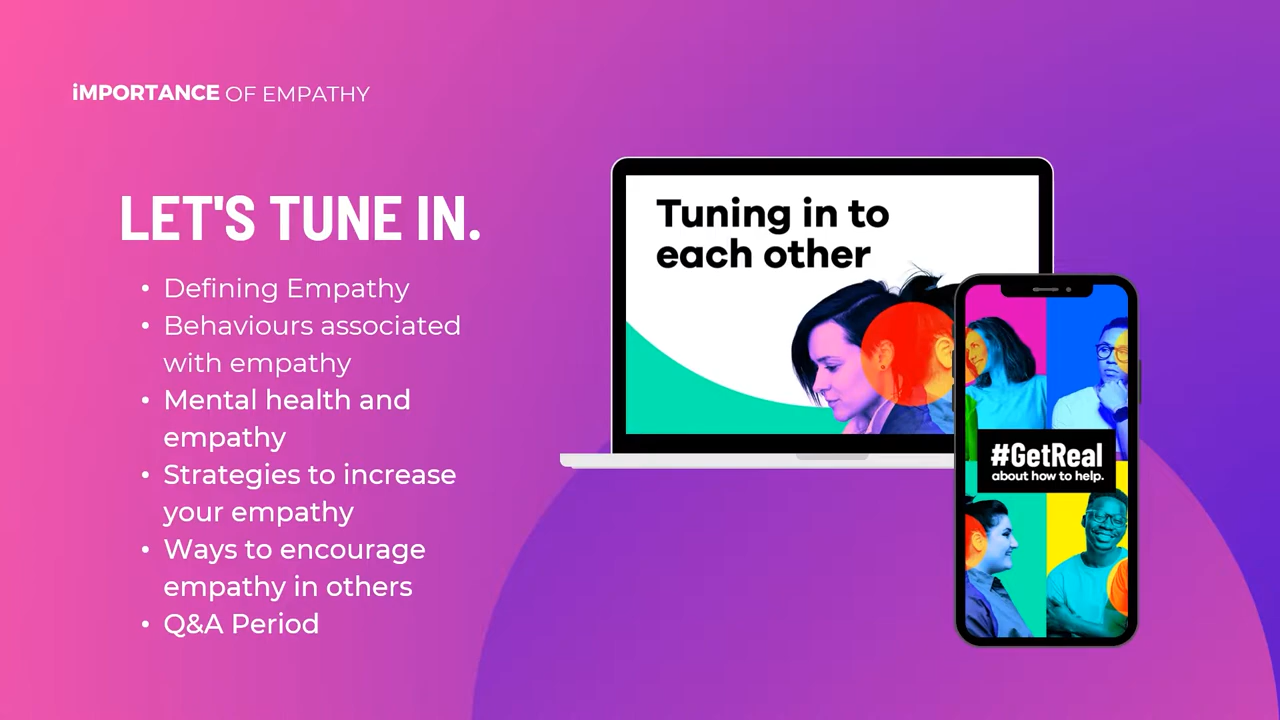 iMPORTANCE OF EMPATHY
LET'S TUNE IN.
• Defining Empathy
• Behaviours associated
with empathy
• Mental health and
empathy
• Strategies to increase
your empathy
• Ways to encourage
empathy in others
• Q&A Period
Tuning in to
each other
#GetReal
about how to help.